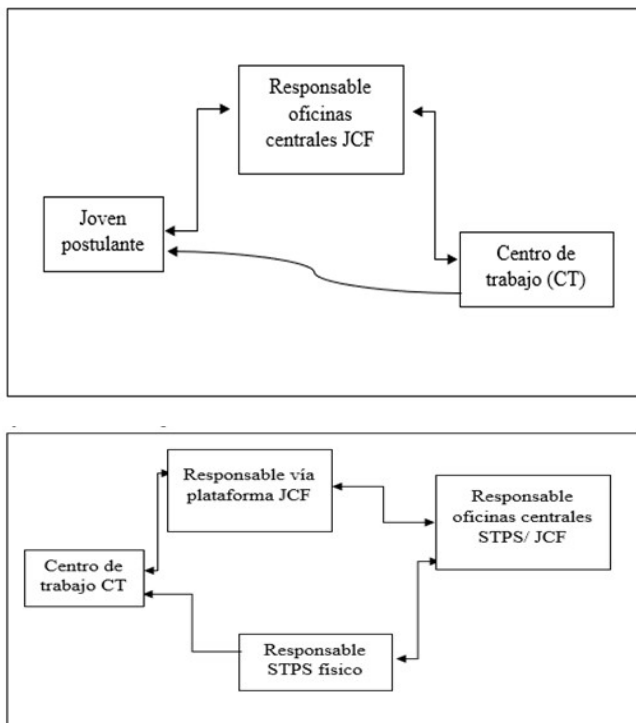 Responsable
oficinas
centrales JCF
Joven
postulante
Centro de
trabajo (CT)
Responsable vía
plataforma JCF
Responsable
oficinas centrales
STPS/ JCF
Centro de
trabajo CT
Responsable
STPS físico